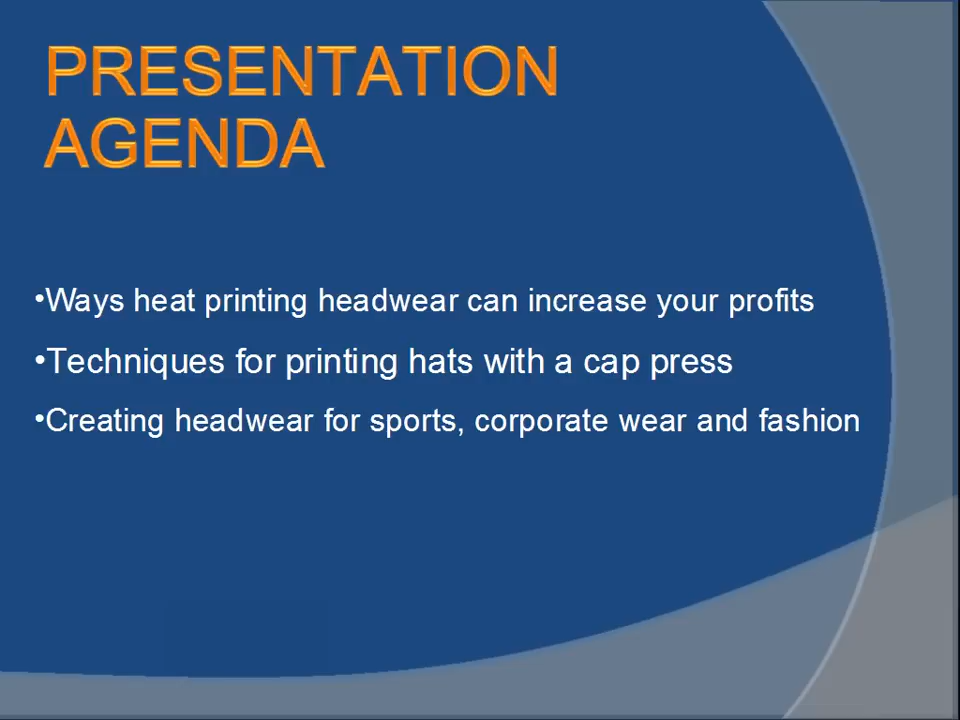 PRESENTATION
AGENDA
•Ways heat printing headwear can increase your profits
•Techniques for printing hats with a cap press
•Creating headwear for sports, corporate wear and fashion